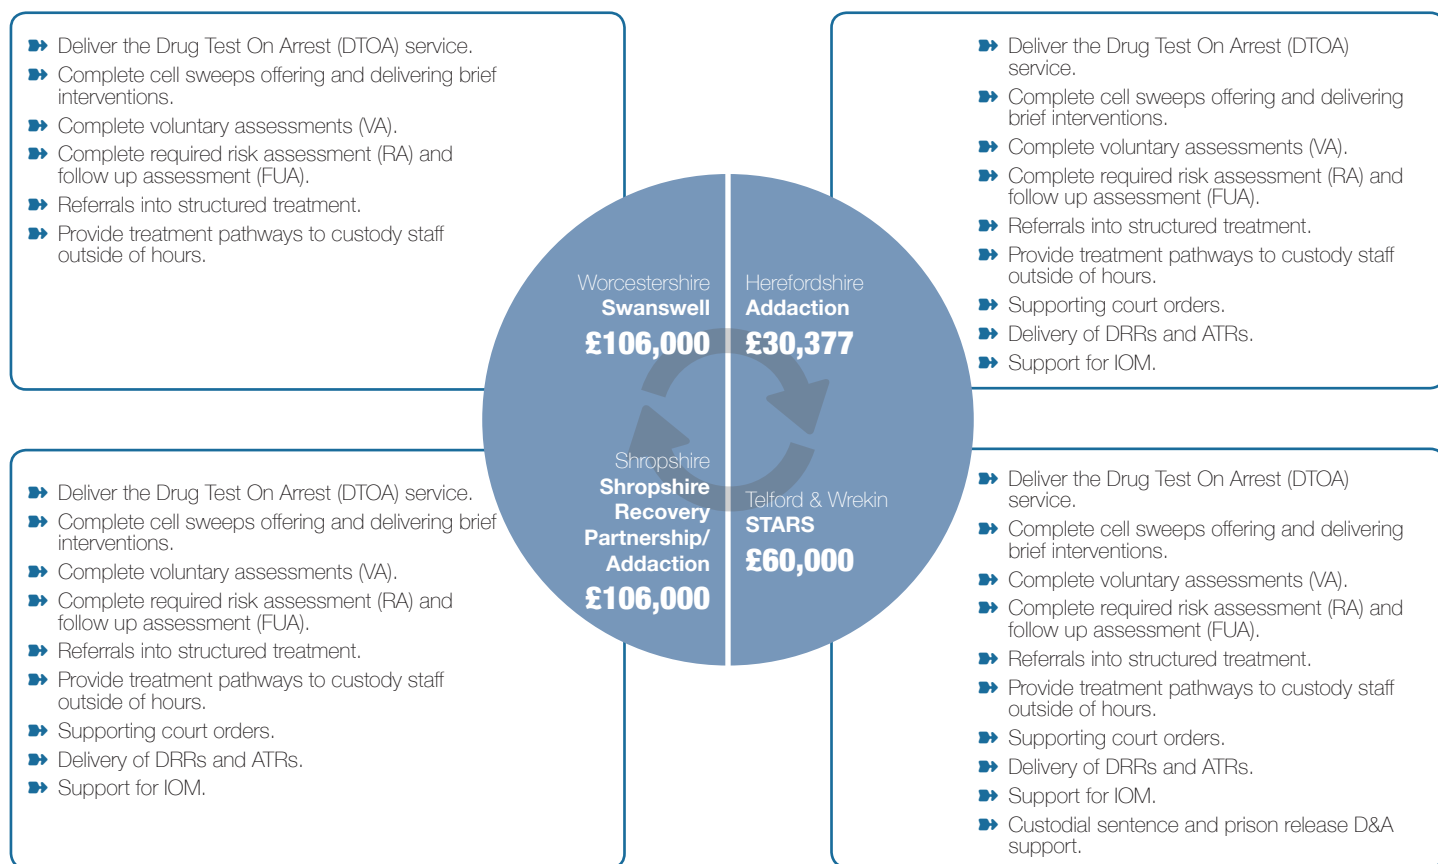 Deliver the Drug Test On Arrest (DTOA) service.
Complete cell sweeps offering and delivering brief
interventions.
Complete voluntary assessments (VA).
Complete required risk assessment (RA) and
follow up assessment (FUA).
Referrals into structured treatment.
Provide treatment pathways to custody staff
outside of hours.
Deliver the Drug Test On Arrest (DTOA)
service.
Complete cell sweeps offering and delivering
brief interventions.
Complete voluntary assessments (VA).
Complete required risk assessment (RA) and
follow up assessment (FUA).
Referrals into structured treatment.
Provide treatment pathways to custody staff
outside of hours.
Supporting court orders.
Delivery of DRRs and ATRs.
Support for IOM.
Worcestershire
Swanswell
£106,000
Herefordshire
Addaction
£30,377
Shropshire
Shropshire
Recovery
Partnership/
Addaction
£106,000
Telford & Wrekin
STARS
£60,000
Deliver the Drug Test On Arrest (DTOA) service.
Complete cell sweeps offering and delivering brief
interventions.
Complete voluntary assessments (VA).
Complete required risk assessment (RA) and
follow up assessment (FUA).
Referrals into structured treatment.
Provide treatment pathways to custody staff
outside of hours.
Supporting court orders.
Delivery of DRRs and ATRs.
Support for IOM.
Deliver the Drug Test On Arrest (DTOA)
service.
Complete cell sweeps offering and delivering
brief interventions.
Complete voluntary assessments (VA).
Complete required risk assessment (RA) and
follow up assessment (FUA).
Referrals into structured treatment.
Provide treatment pathways to custody staff
outside of hours.
Supporting court orders.
Delivery of DRRs and ATRs.
Support for IOM.
Custodial sentence and prison release D&A
support.